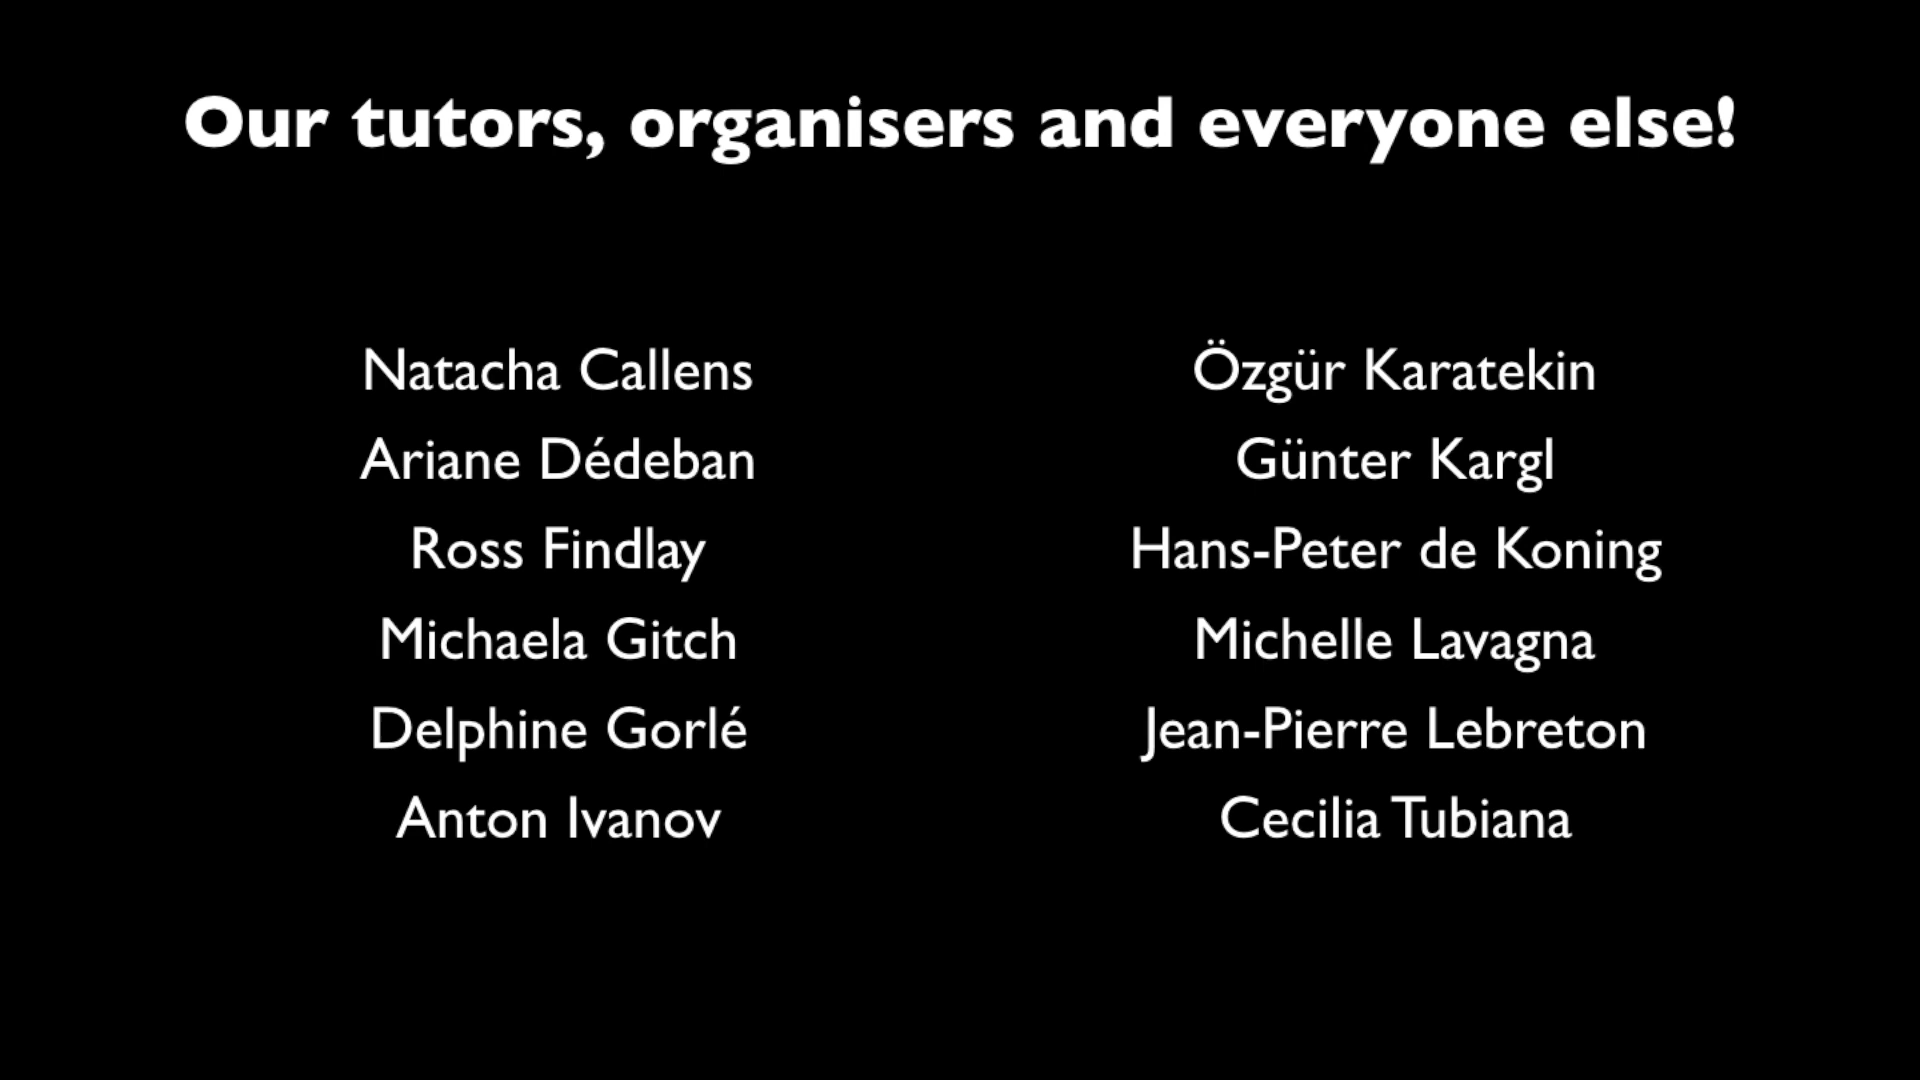 Our tutors, organisers and everyone else!
Natacha Callens
Ariane Dédeban
Ross Findlay
Michaela Gitch
Delphine Gorlé
Anton Ivanov
Özgür Karatekin
Günter Kargl
Hans-Peter de Koning
Michelle Lavagna
Jean-Pierre Lebreton
Cecilia Tubiana